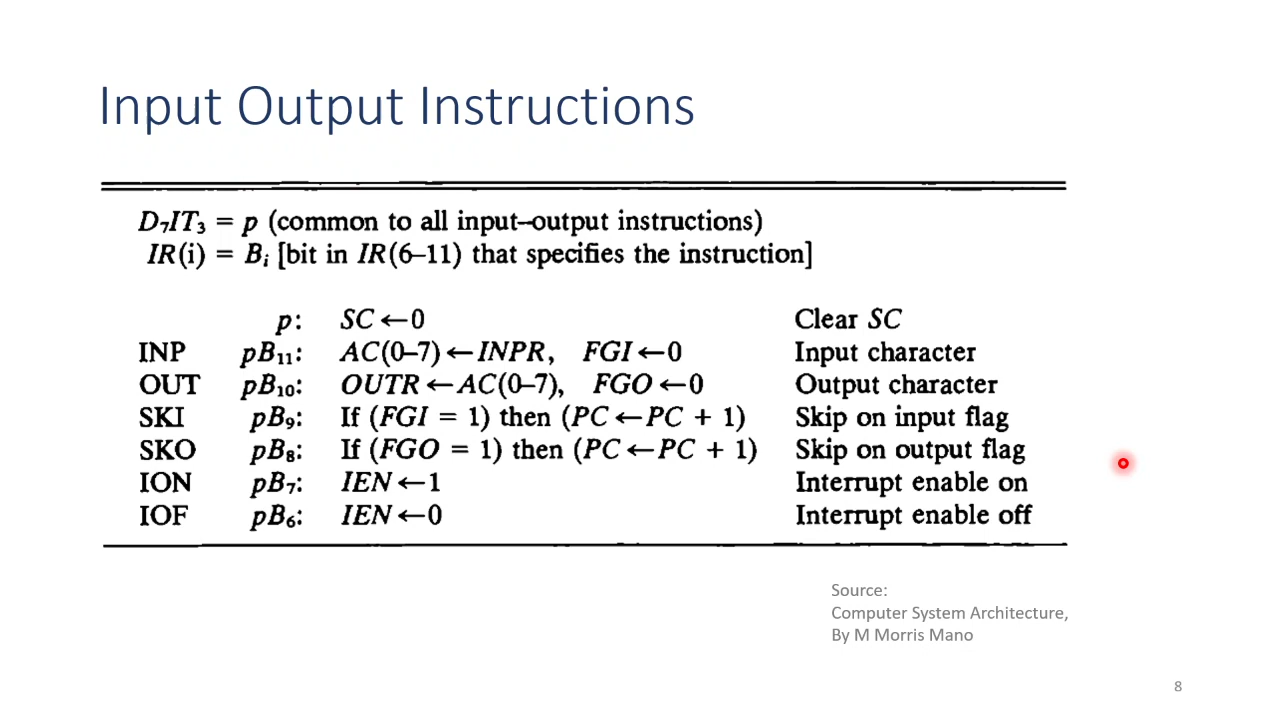 Input Output Instructions
D₇IT₃ = p (common to all input–output instructions)
IR(i) = Bᵢ [bit in IR(6–11) that specifies the instruction]
p: SC ← 0 Clear SC
INP pB₁₁: AC(0–7) ← INPR, FGI ← 0 Input character
OUT pB₁₀: OUTR ← AC(0–7), FGO ← 0 Output character
SKI pB₉: If (FGI = 1) then (PC ← PC + 1) Skip on input flag
SKO pB₈: If (FGO = 1) then (PC ← PC + 1) Skip on output flag
ION pB₇: IEN ← 1 Interrupt enable on
IOF pB₆: IEN ← 0 Interrupt enable off
Source:
Computer System Architecture,
By M Morris Mano
8